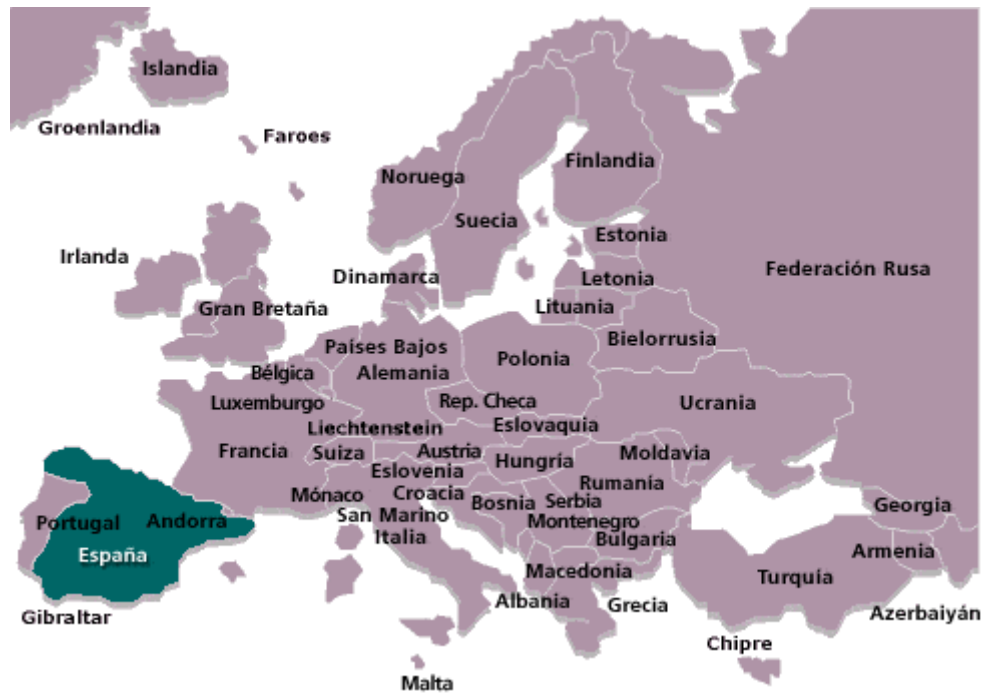 Islandia
Groenlandia
Faroes
Finlandia
Noruega
Suecia
Estonia
Irlanda
Federación Rusa
Dinamarca
Letonia
Gran Bretaña
Lituania
Bielorrusia
Países Bajos
Polonia
Bélgica
Alemania
Rep. Checa
Ucrania
Luxemburgo
Liechtenstein
Eslovaquia
Francia
Suiza
Austria
Moldavia
Hungría
Eslovenia
Rumanía
Mónaco
Croacia
Bosnia
Serbia
Georgia
San Marino
Portugal
Andorra
Montenegro
Italia
Bulgaria
España
Armenia
Macedonia
Turquía
Albania
Grecia
Azerbaiyán
Gibraltar
Chipre
Malta